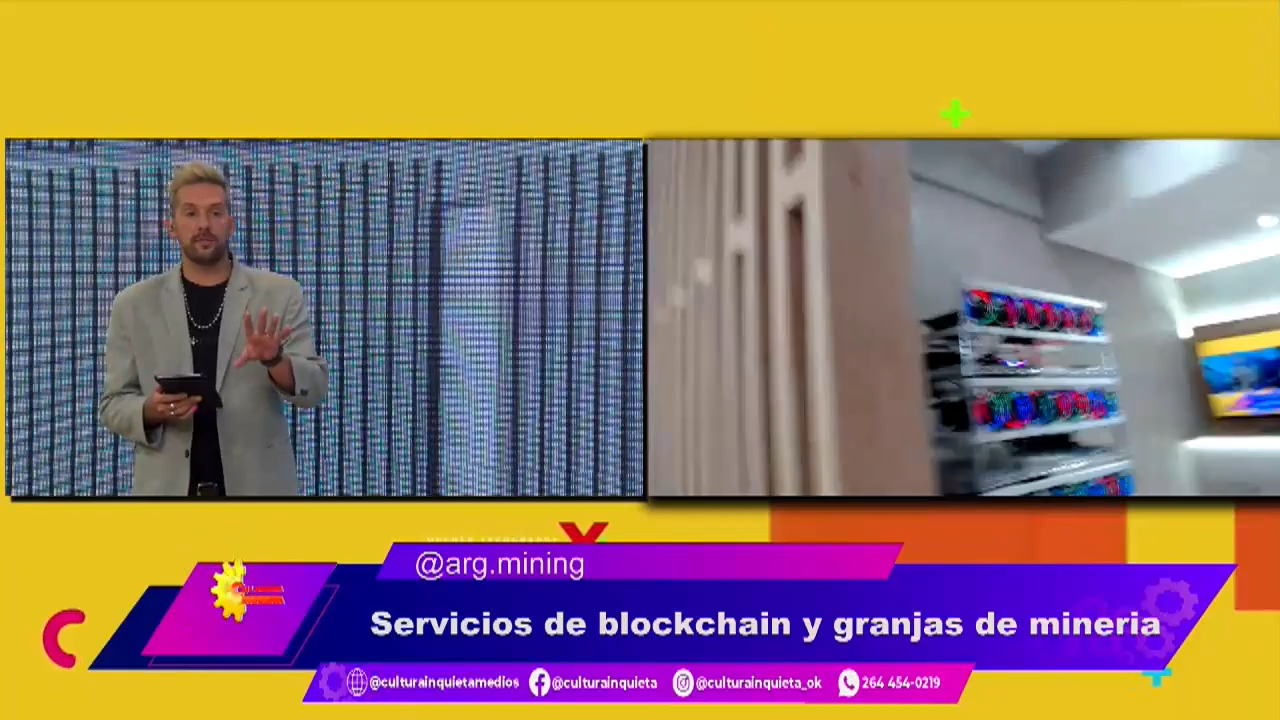 @arg.mining
Servicios de blockchain y granjas de mineria
@culturainquietamedios @culturainquieta @culturainquieta_ok 264 454-0219